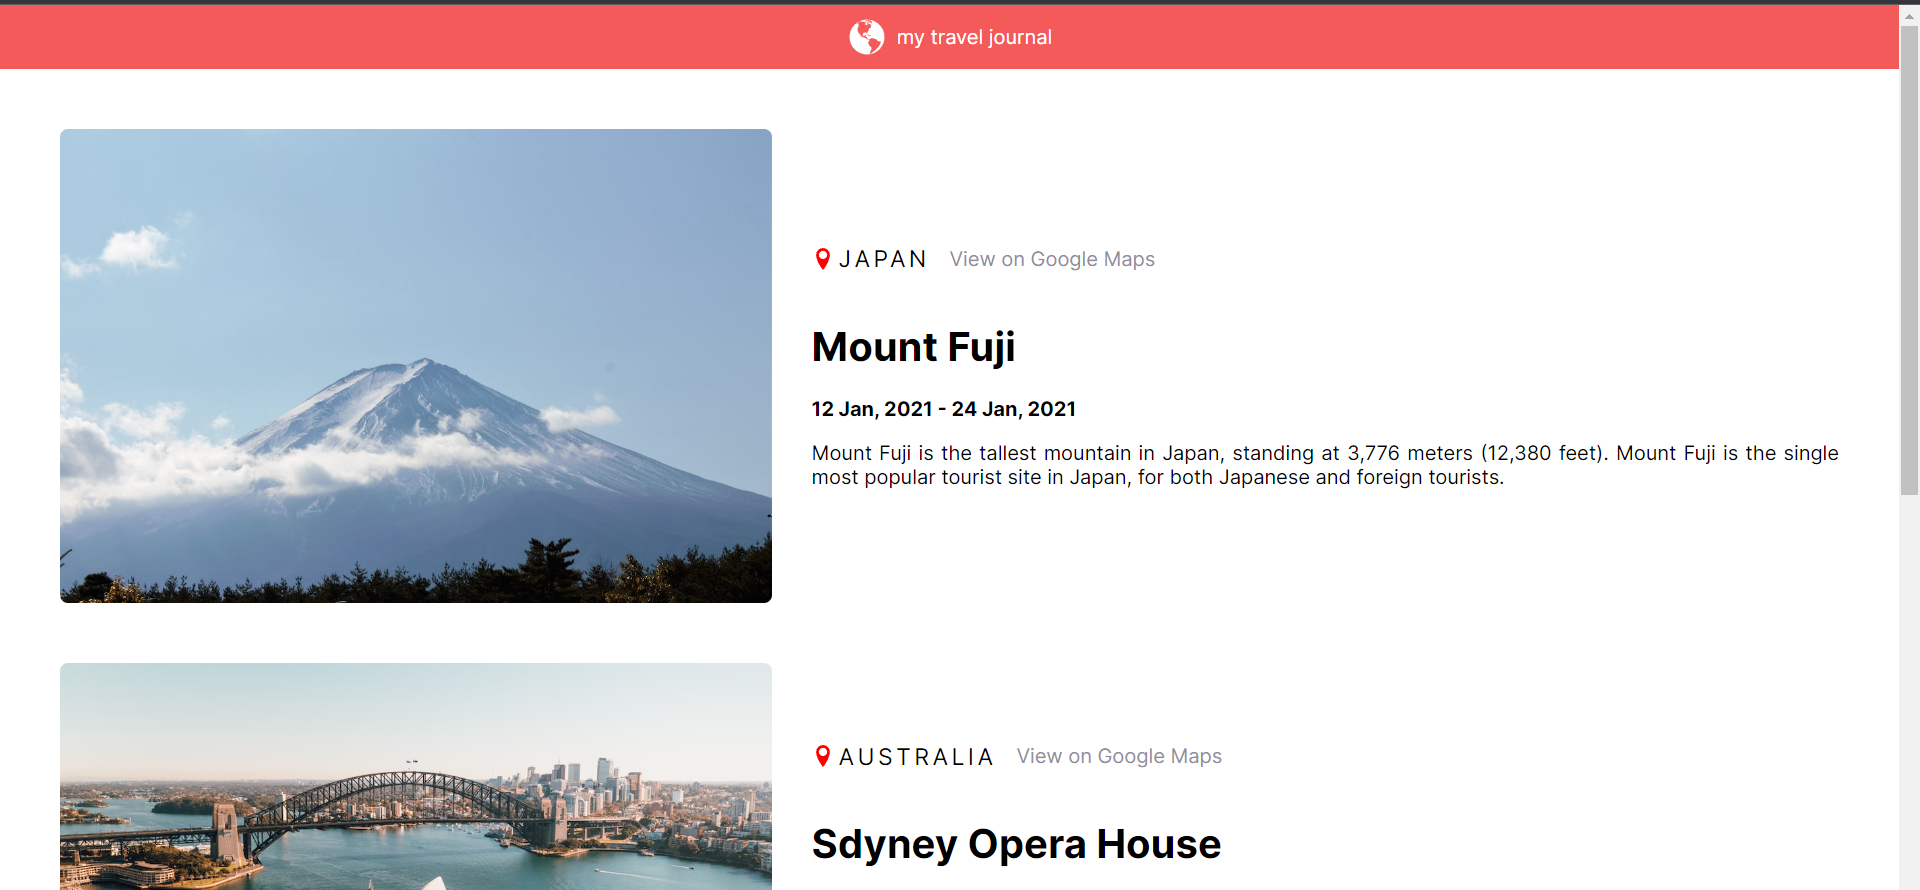 my travel journal
JAPAN View on Google Maps
Mount Fuji
12 Jan, 2021 - 24 Jan, 2021
Mount Fuji is the tallest mountain in Japan, standing at 3,776 meters (12,380 feet). Mount Fuji is the single
most popular tourist site in Japan, for both Japanese and foreign tourists.
AUSTRALIA View on Google Maps
Sdyney Opera House